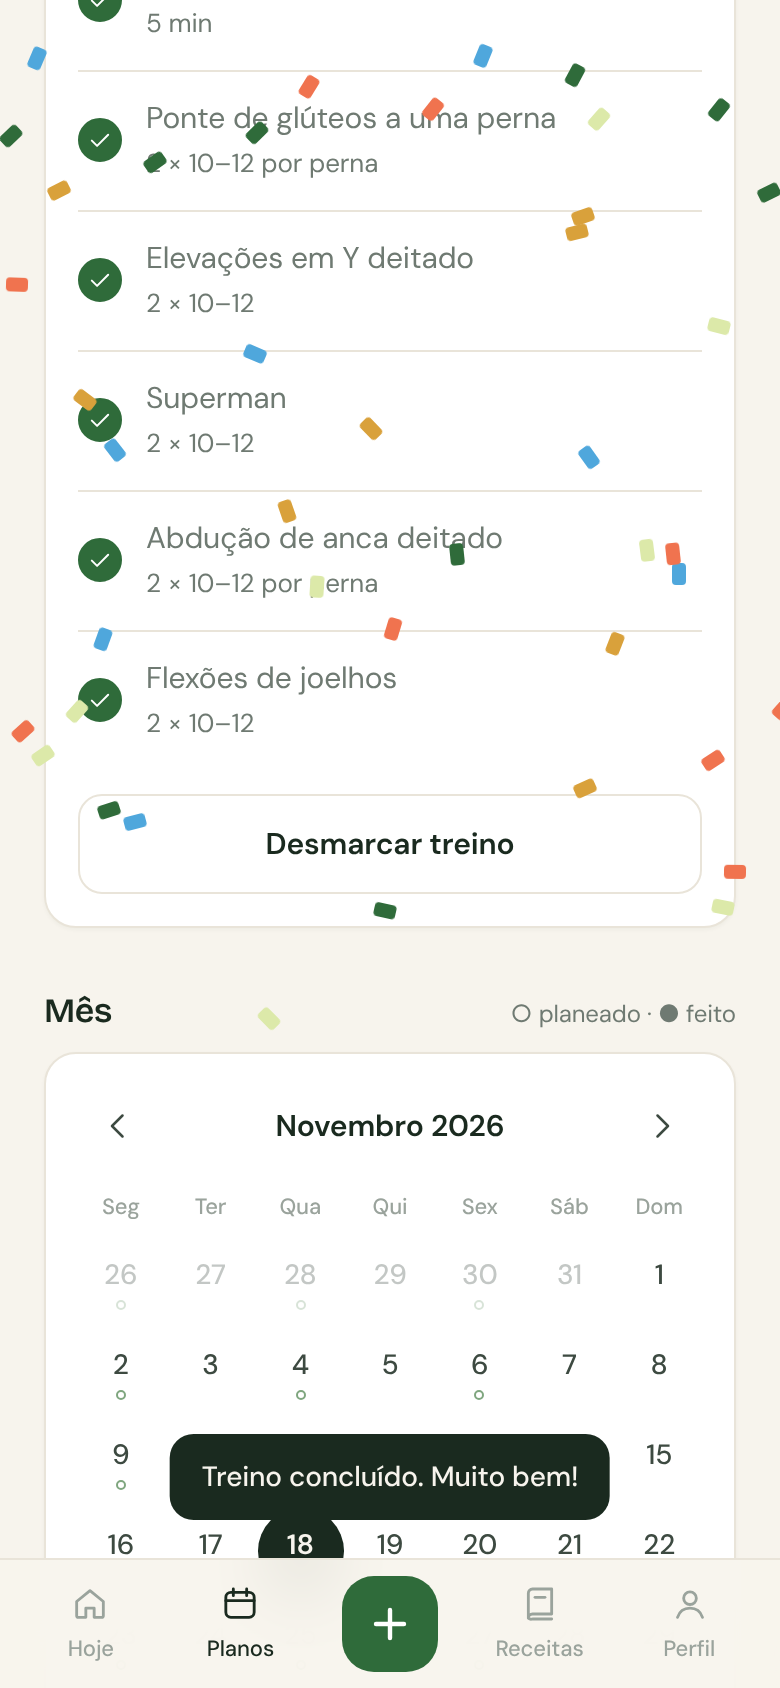 5 min
Ponte de glúteos a uma perna
2 × 10–12 por perna
Elevações em Y deitado
2 × 10–12
Superman
2 × 10–12
Abdução de anca deitado
2 × 10–12 por perna
Flexões de joelhos
2 × 10–12
Desmarcar treino
Mês
planeado · feito
Novembro 2026
Seg Ter Qua Qui Sex Sáb Dom
26 27 28 29 30 31 1
2 3 4 5 6 7 8
9 15
Treino concluído. Muito bem!
16 17 18 19 20 21 22
Hoje Planos Receitas Perfil